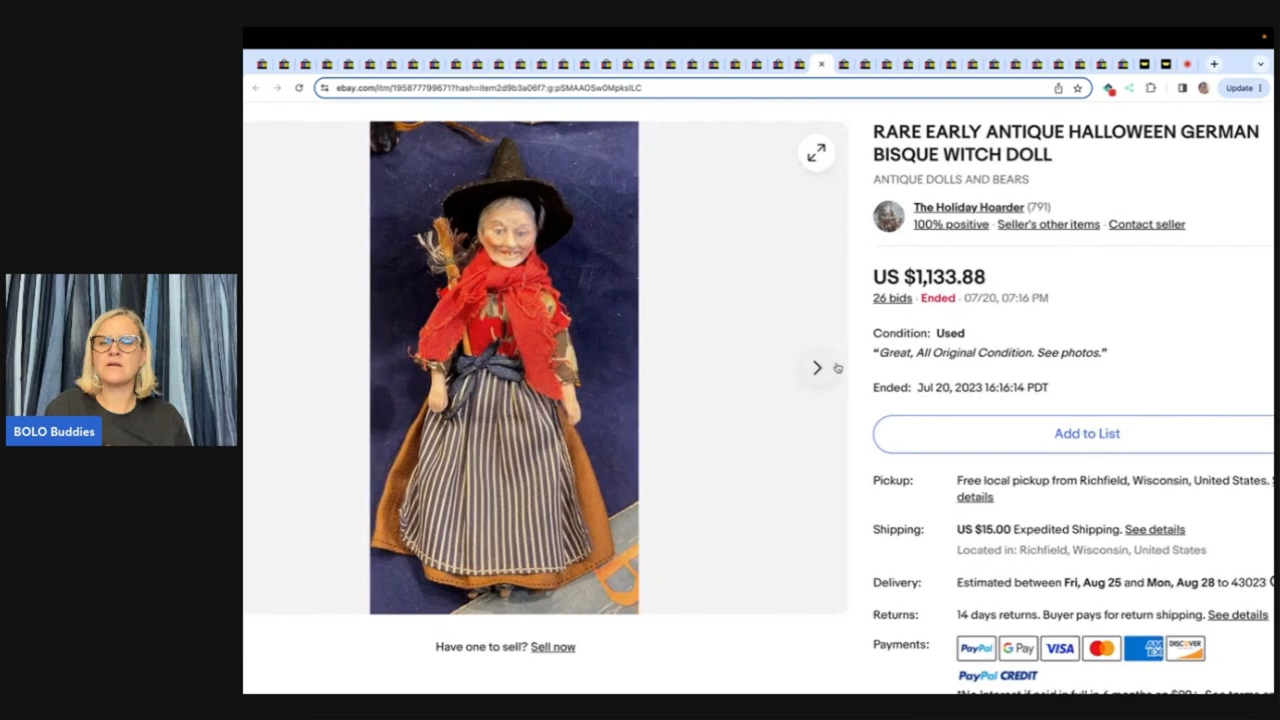 ebay.com/itm/195877799671?hash=item2d9b3a06f7:g:pSMAAOSw0MpksILC
Update
RARE EARLY ANTIQUE HALLOWEEN GERMAN
BISQUE WITCH DOLL
ANTIQUE DOLLS AND BEARS
The Holiday Hoarder (791)
100% positive · Seller's other items · Contact seller
US $1,133.88
26 bids · Ended · 07/20, 07:16 PM
Condition: Used
“Great, All Original Condition. See photos.”
Ended: Jul 20, 2023 16:16:14 PDT
Add to List
Pickup: Free local pickup from Richfield, Wisconsin, United States.
details
Shipping: US $15.00 Expedited Shipping. See details
Located in: Richfield, Wisconsin, United States
Delivery: Estimated between Fri, Aug 25 and Mon, Aug 28 to 43023
Returns: 14 days returns. Buyer pays for return shipping. See details
Payments: PayPal G Pay VISA AM EX DISCOVER
PayPal CREDIT
Have one to sell? Sell now
BOLO Buddies